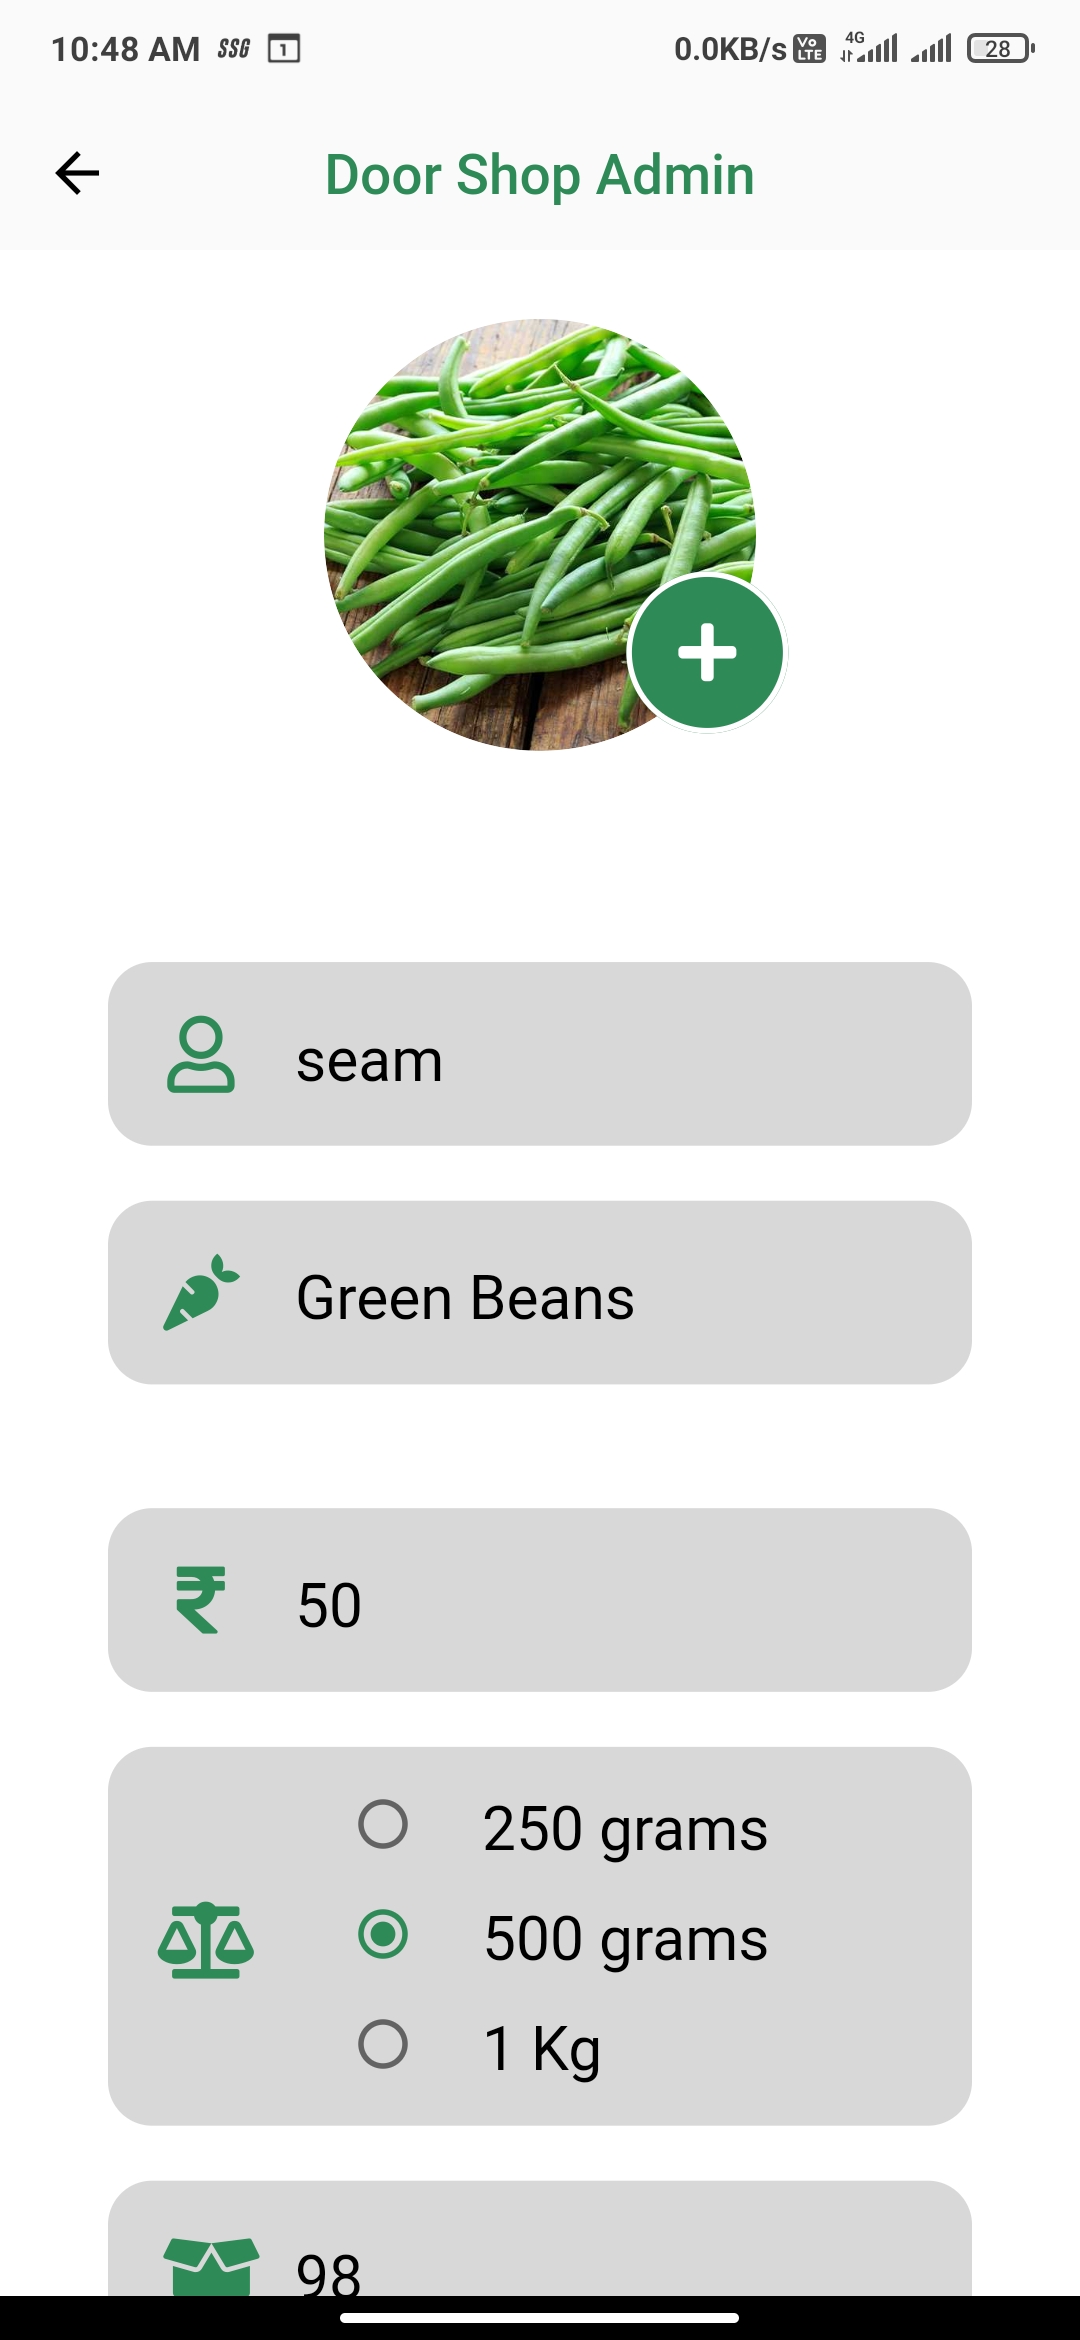 10:48 AM SSG 1 0.0KB/s Vo LTE 4G 28
Door Shop Admin
seam
Green Beans
₹ 50
250 grams
500 grams
1 Kg
98